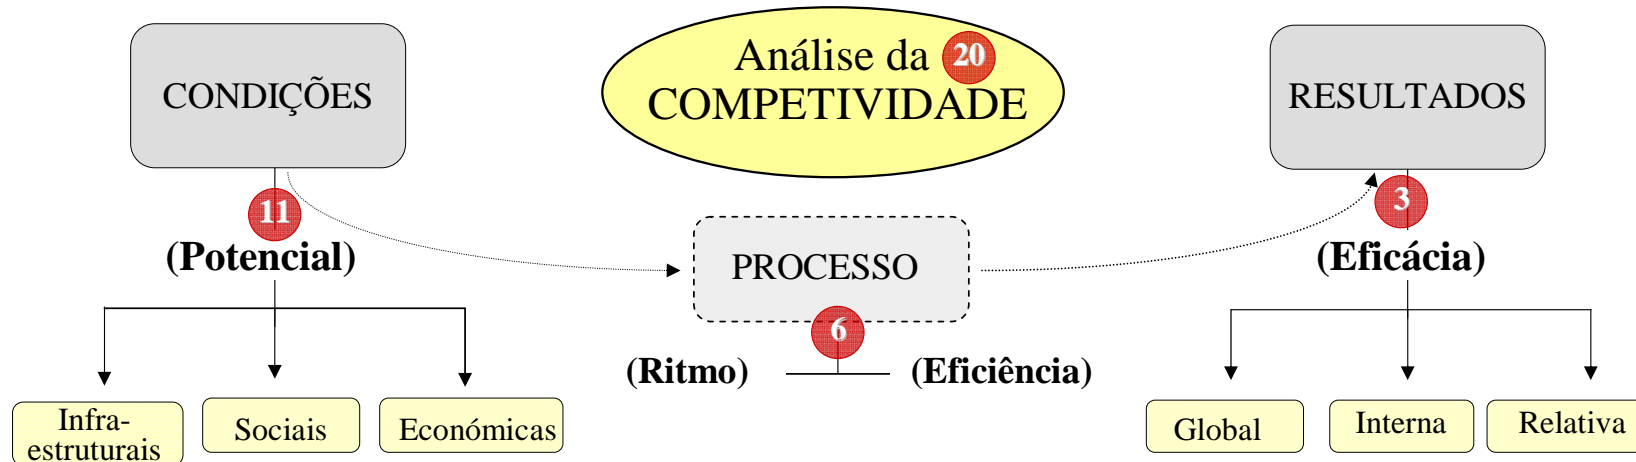 CONDIÇÕES
Análise da 20
COMPETIVIDADE
RESULTADOS
11
(Potencial)
PROCESSO
3
(Eficácia)
6
(Ritmo)
(Eficiência)
Infra-
estruturais
Sociais
Económicas
Global
Interna
Relativa